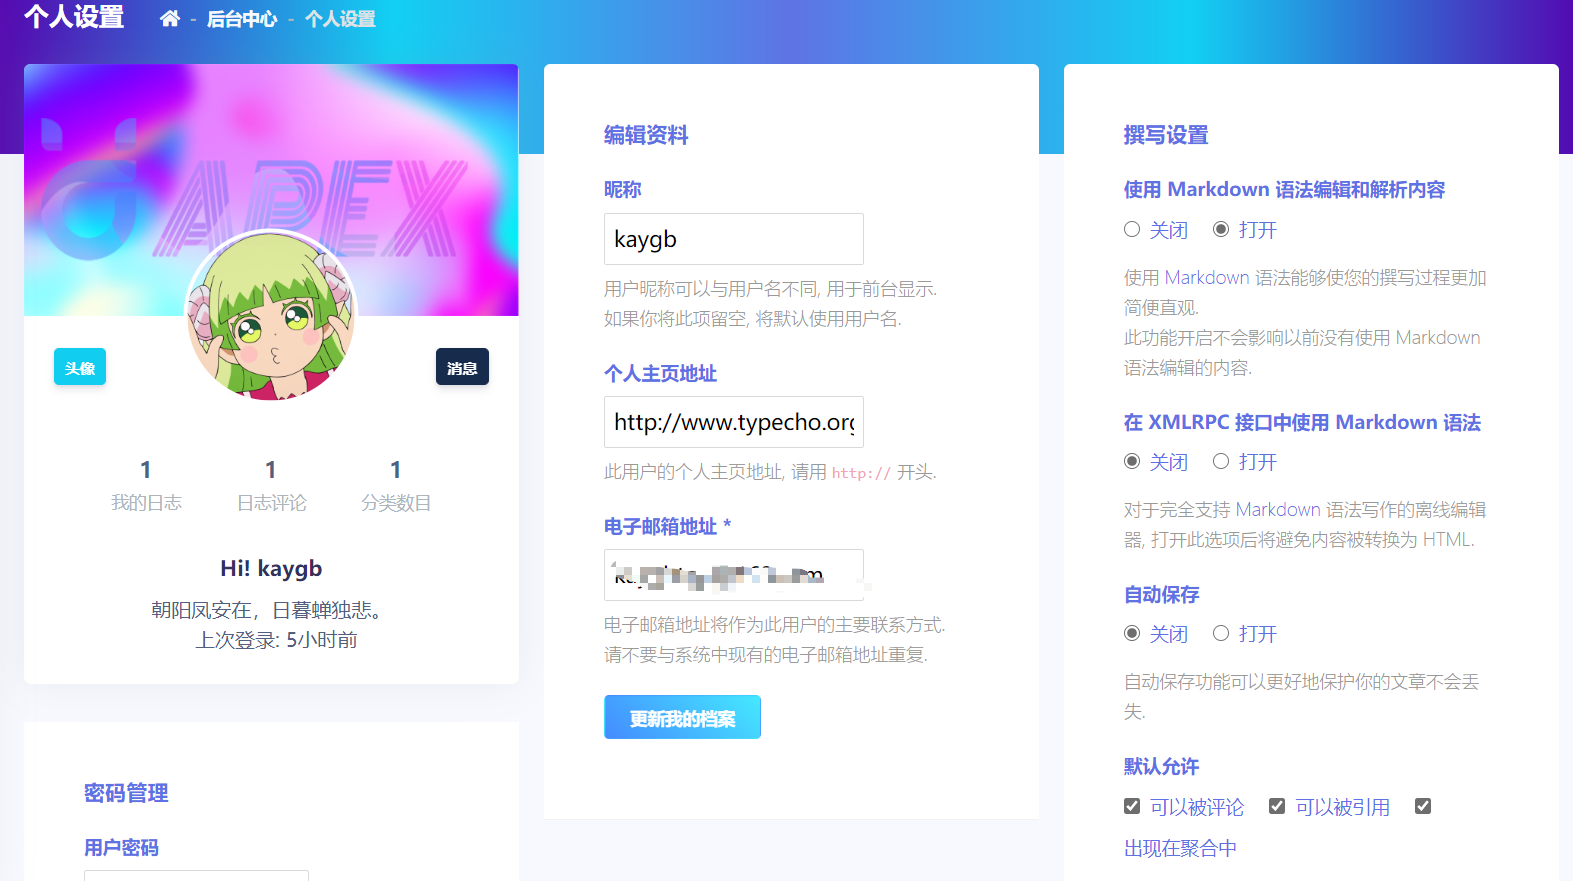 个人设置
- 后台中心 - 个人设置
APEX
头像
消息
1
我的日志
1
日志评论
1
分类数目
Hi! kaygb
朝阳凤安在，日暮蝉独悲。
上次登录: 5小时前
密码管理
用户密码
编辑资料
昵称
kaygb
用户昵称可以与用户名不同, 用于前台显示.
如果你将此项留空, 将默认使用用户名.
个人主页地址
http://www.typecho.org
此用户的个人主页地址, 请用 http:// 开头.
电子邮箱地址 *
电子邮箱地址将作为此用户的主要联系方式.
请不要与系统中现有的电子邮箱地址重复.
更新我的档案
撰写设置
使用 Markdown 语法编辑和解析内容
关闭 打开
使用 Markdown 语法能够使您的撰写过程更加
简便直观.
此功能开启不会影响以前没有使用 Markdown
语法编辑的内容.
在 XMLRPC 接口中使用 Markdown 语法
关闭 打开
对于完全支持 Markdown 语法写作的离线编辑
器, 打开此选项后将避免内容被转换为 HTML.
自动保存
关闭 打开
自动保存功能可以更好地保护你的文章不会丢
失.
默认允许
可以被评论 可以被引用
出现在聚合中